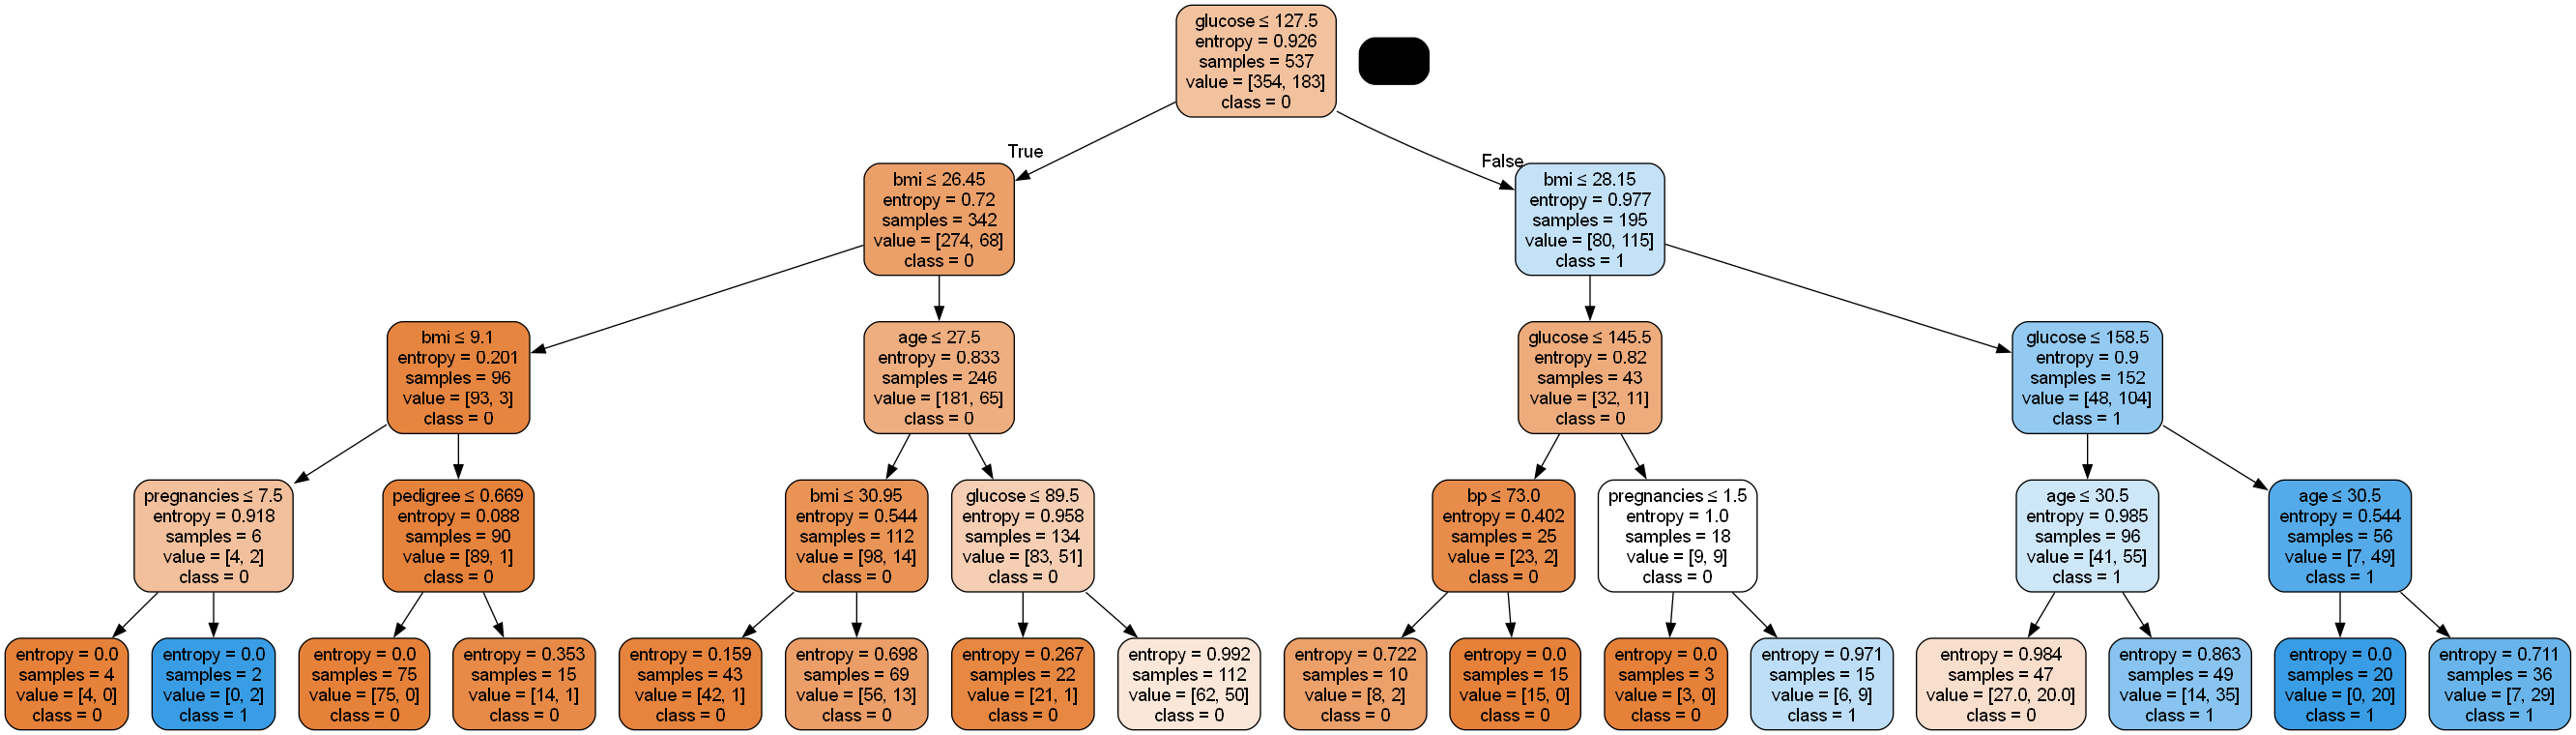 glucose ≤ 127.5
entropy = 0.926
samples = 537
value = [354, 183]
class = 0
True
False
bmi ≤ 26.45
entropy = 0.72
samples = 342
value = [274, 68]
class = 0
bmi ≤ 28.15
entropy = 0.977
samples = 195
value = [80, 115]
class = 1
bmi ≤ 9.1
entropy = 0.201
samples = 96
value = [93, 3]
class = 0
age ≤ 27.5
entropy = 0.833
samples = 246
value = [181, 65]
class = 0
glucose ≤ 145.5
entropy = 0.82
samples = 43
value = [32, 11]
class = 0
glucose ≤ 158.5
entropy = 0.9
samples = 152
value = [48, 104]
class = 1
pregnancies ≤ 7.5
entropy = 0.918
samples = 6
value = [4, 2]
class = 0
pedigree ≤ 0.669
entropy = 0.088
samples = 90
value = [89, 1]
class = 0
bmi ≤ 30.95
entropy = 0.544
samples = 112
value = [98, 14]
class = 0
glucose ≤ 89.5
entropy = 0.958
samples = 134
value = [83, 51]
class = 0
bp ≤ 73.0
entropy = 0.402
samples = 25
value = [23, 2]
class = 0
pregnancies ≤ 1.5
entropy = 1.0
samples = 18
value = [9, 9]
class = 0
age ≤ 30.5
entropy = 0.985
samples = 96
value = [41, 55]
class = 1
age ≤ 30.5
entropy = 0.544
samples = 56
value = [7, 49]
class = 1
entropy = 0.0
samples = 4
value = [4, 0]
class = 0
entropy = 0.0
samples = 2
value = [0, 2]
class = 1
entropy = 0.0
samples = 75
value = [75, 0]
class = 0
entropy = 0.353
samples = 15
value = [14, 1]
class = 0
entropy = 0.159
samples = 43
value = [42, 1]
class = 0
entropy = 0.698
samples = 69
value = [56, 13]
class = 0
entropy = 0.267
samples = 22
value = [21, 1]
class = 0
entropy = 0.992
samples = 112
value = [62, 50]
class = 0
entropy = 0.722
samples = 10
value = [8, 2]
class = 0
entropy = 0.0
samples = 15
value = [15, 0]
class = 0
entropy = 0.0
samples = 3
value = [3, 0]
class = 0
entropy = 0.971
samples = 15
value = [6, 9]
class = 1
entropy = 0.984
samples = 47
value = [27.0, 20.0]
class = 0
entropy = 0.863
samples = 49
value = [14, 35]
class = 1
entropy = 0.0
samples = 20
value = [0, 20]
class = 1
entropy = 0.711
samples = 36
value = [7, 29]
class = 1